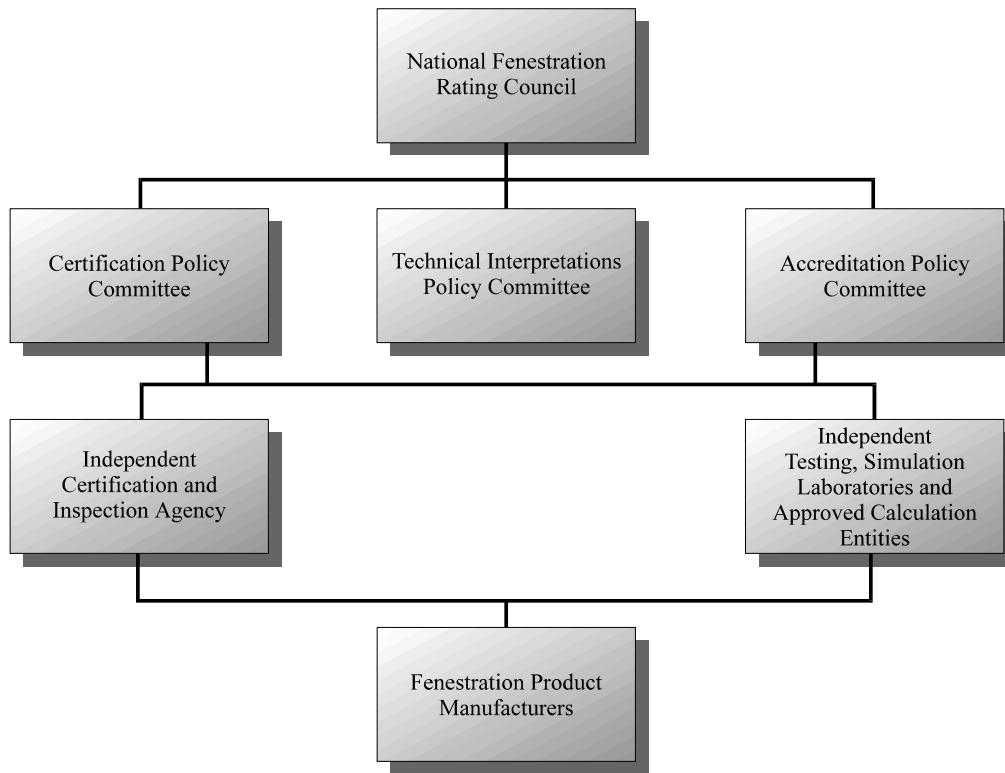 National Fenestration
Rating Council
Certification Policy
Committee
Technical Interpretations
Policy Committee
Accreditation Policy
Committee
Independent
Certification and
Inspection Agency
Independent
Testing, Simulation
Laboratories and
Approved Calculation
Entities
Fenestration Product
Manufacturers